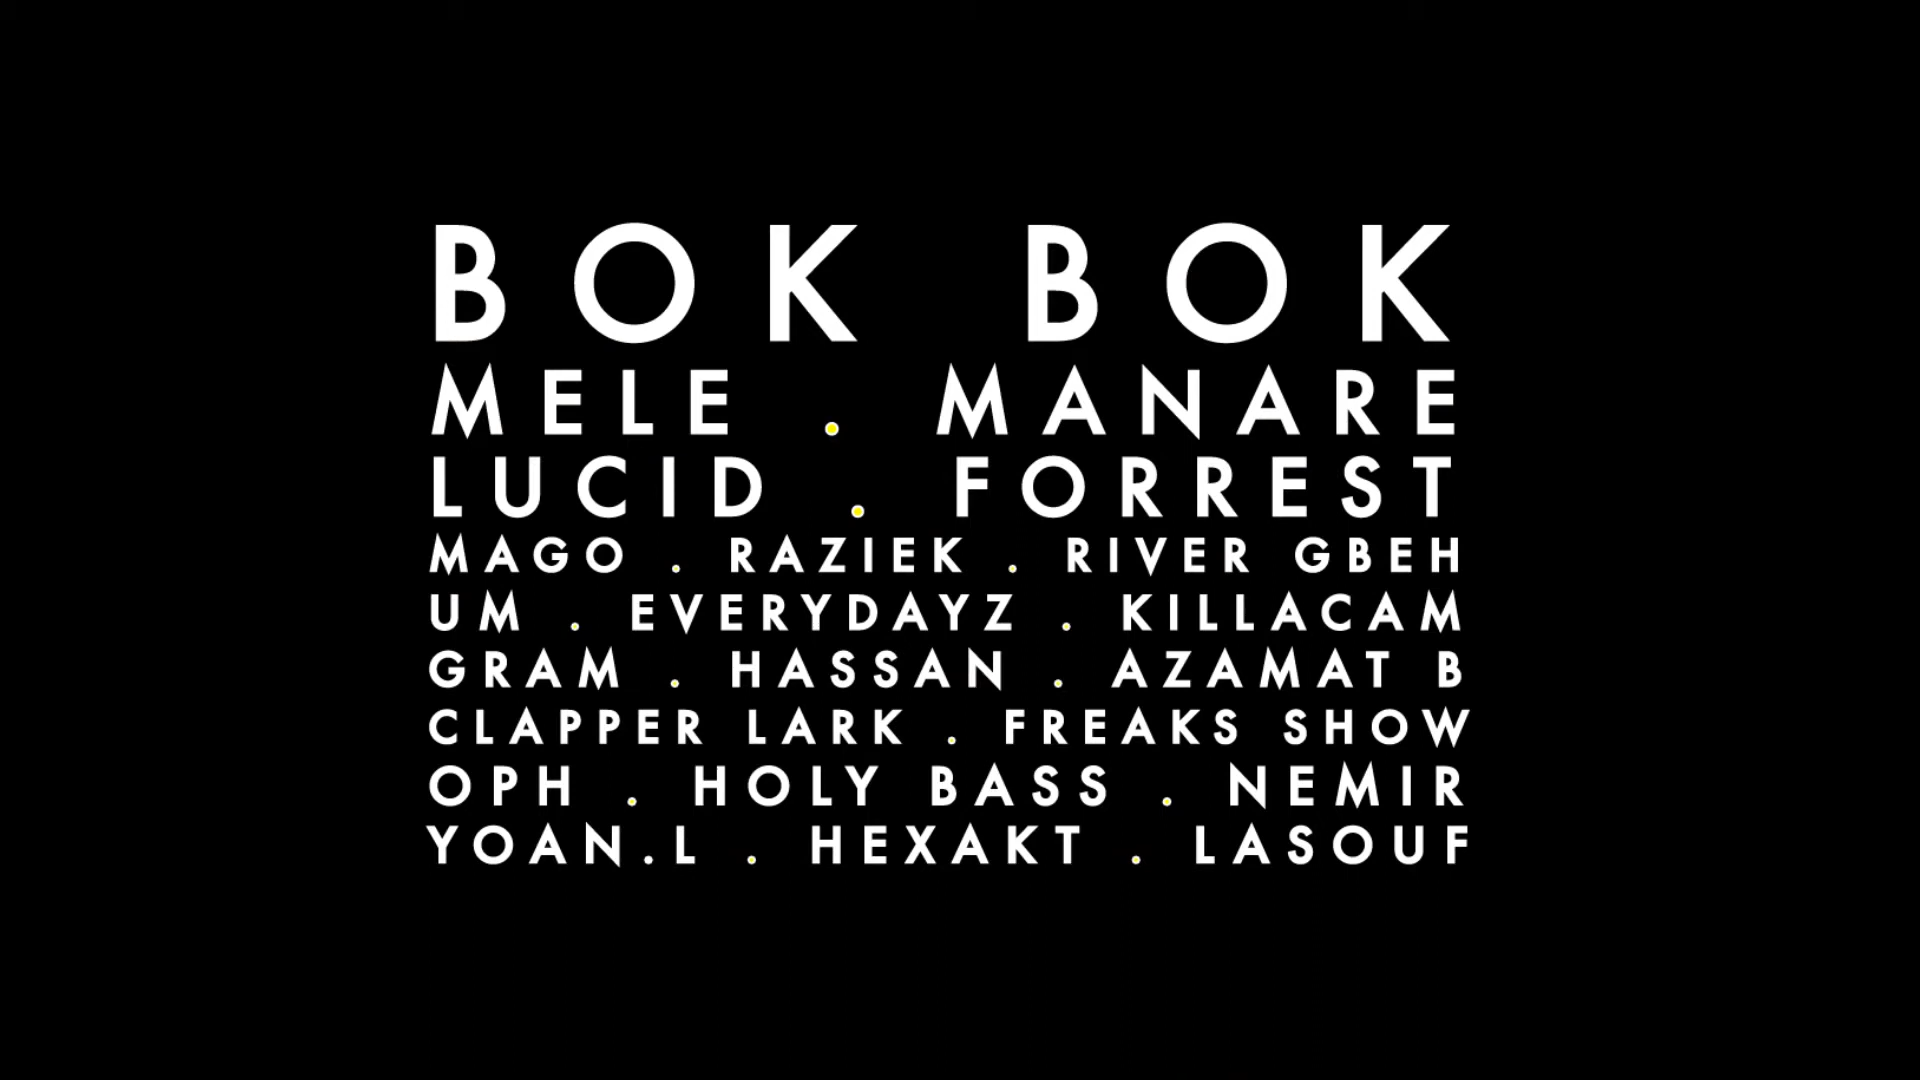 BOK BOK
MELE . MANARE
LUCID . FORREST
MAGO . RAZIEK . RIVER GBEH
UM . EVERYDAYZ . KILLACAM
GRAM . HASSAN . AZAMAT B
CLAPPER LARK . FREAKS SHOW
OPH . HOLY BASS . NEMIR
YOAN.L . HEXAKT . LASOUF